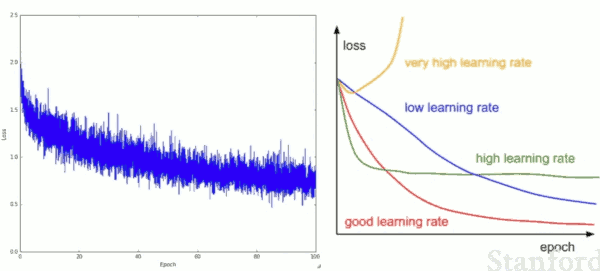 2.5
2.0
1.5
1.0
0.5
0.0
Loss
0
20
40
60
80
100
Epoch
loss
very high learning rate
low learning rate
high learning rate
good learning rate
epoch
Stanford